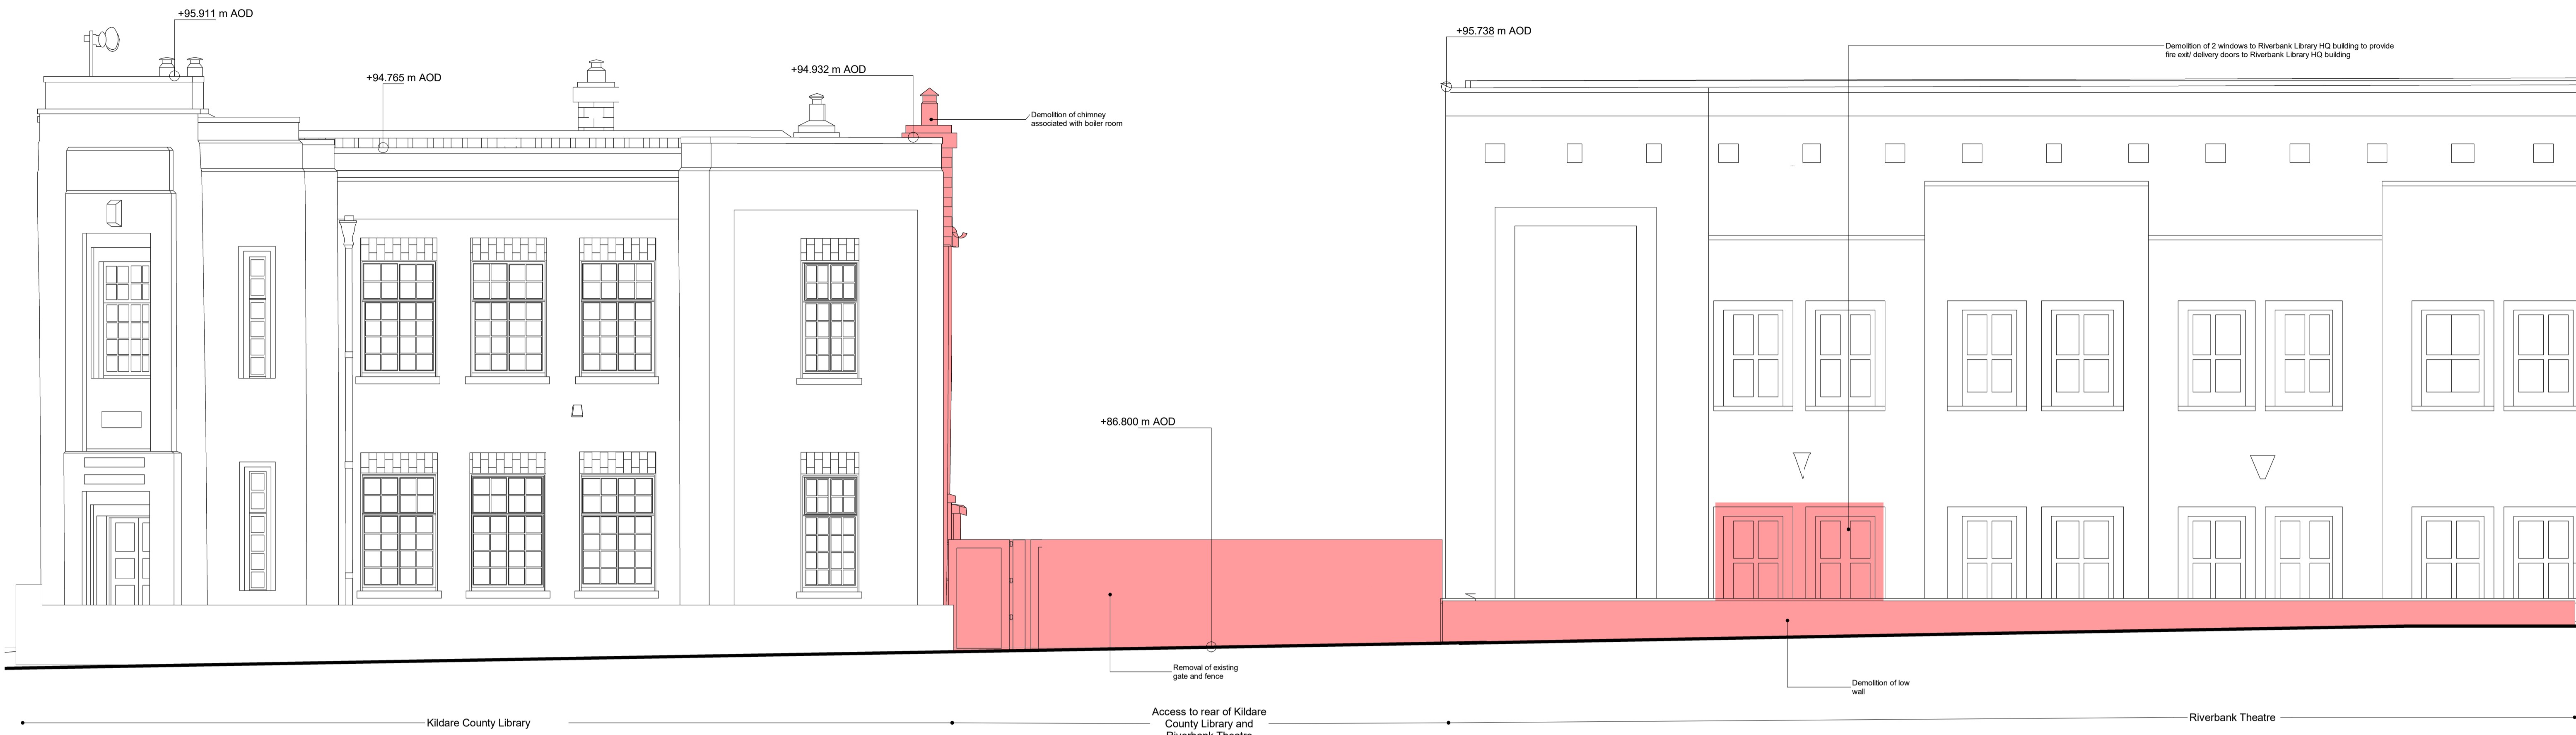 +95.911 m AOD
+94.765 m AOD
+94.932 m AOD
Demolition of chimney
associated with boiler room
+86.800 m AOD
+95.738 m AOD
Demolition of 2 windows to Riverbank Library HQ building to provide
fire exit/ delivery doors to Riverbank Library HQ building
Removal of existing
gate and fence
Demolition of low
wall
Kildare County Library
Access to rear of Kildare
County Library and
Riverbank Theatre
Riverbank Theatre